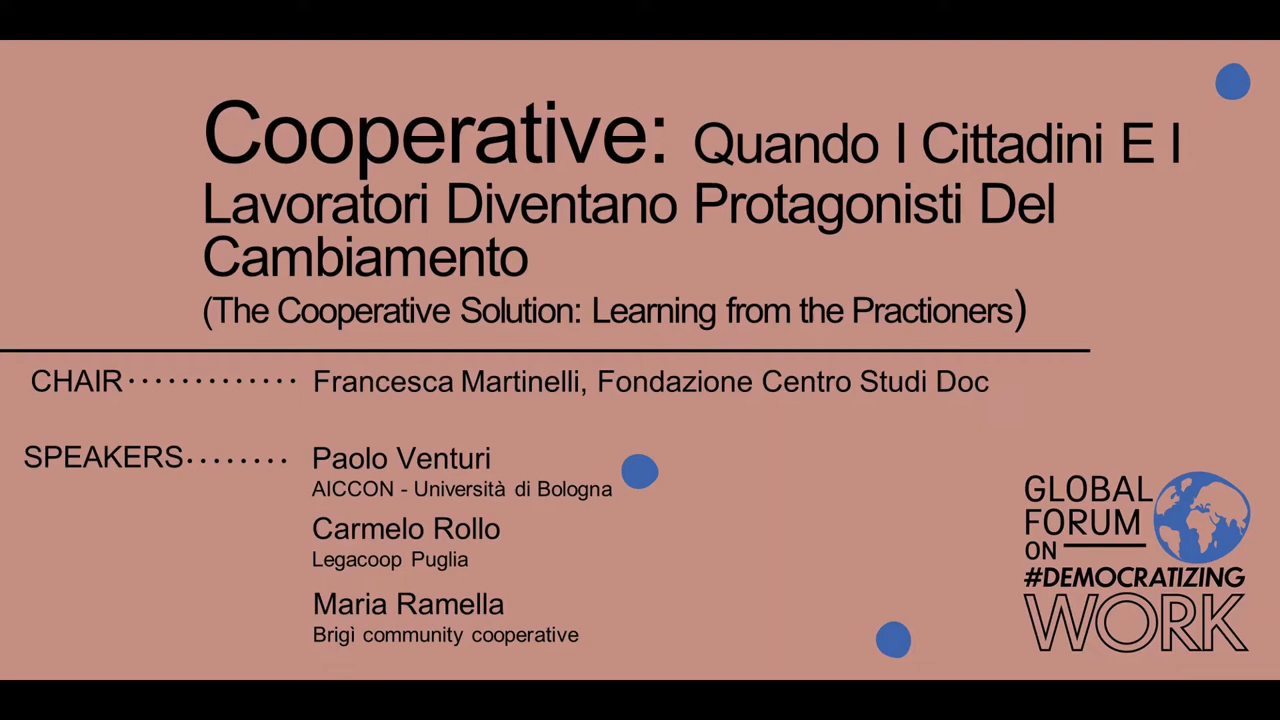 Cooperative: Quando I Cittadini E I
Lavoratori Diventano Protagonisti Del
Cambiamento
(The Cooperative Solution: Learning from the Practioners)
CHAIR ············· Francesca Martinelli, Fondazione Centro Studi Doc
SPEAKERS ········ Paolo Venturi
AICCON - Università di Bologna
Carmelo Rollo
Legacoop Puglia
Maria Ramella
Brigì community cooperative
GLOBAL
FORUM
ON
#DEMOCRATIZING
WORK